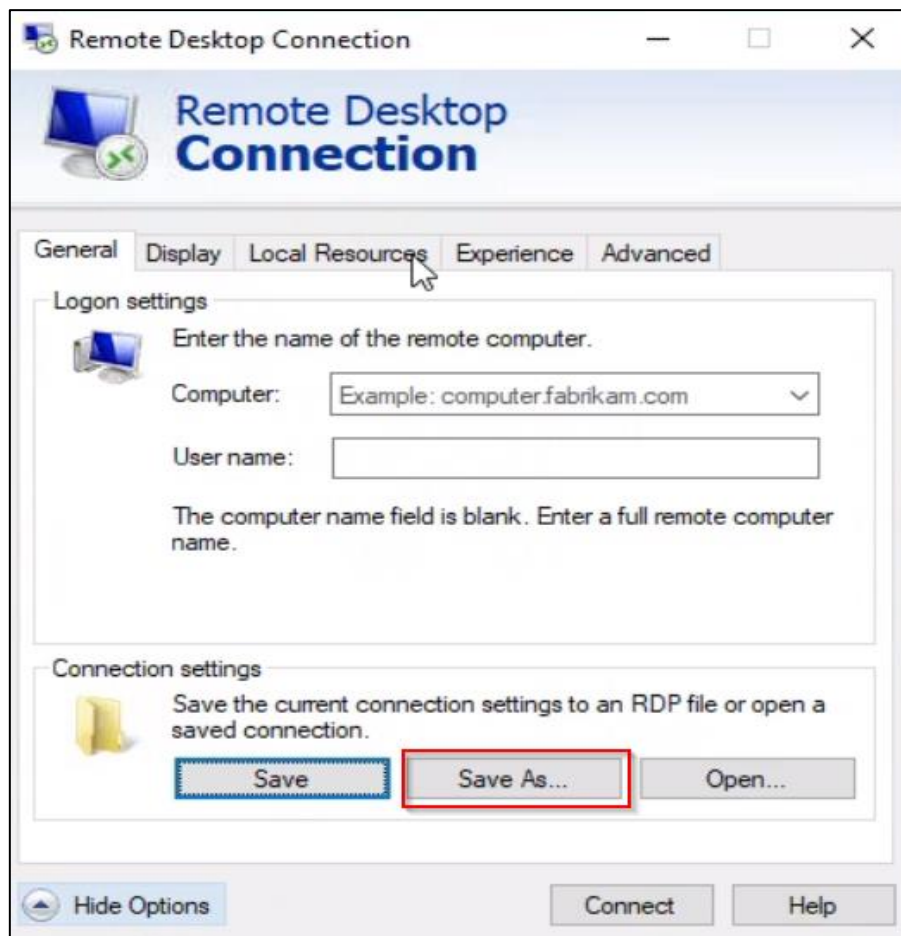 Remote Desktop Connection
Remote Desktop
Connection
General Display Local Resources Experience Advanced
Logon settings
Enter the name of the remote computer.
Computer: Example: computer.fabrikam.com
User name:
The computer name field is blank. Enter a full remote computer
name.
Connection settings
Save the current connection settings to an RDP file or open a
saved connection.
Save Save As... Open...
Hide Options Connect Help